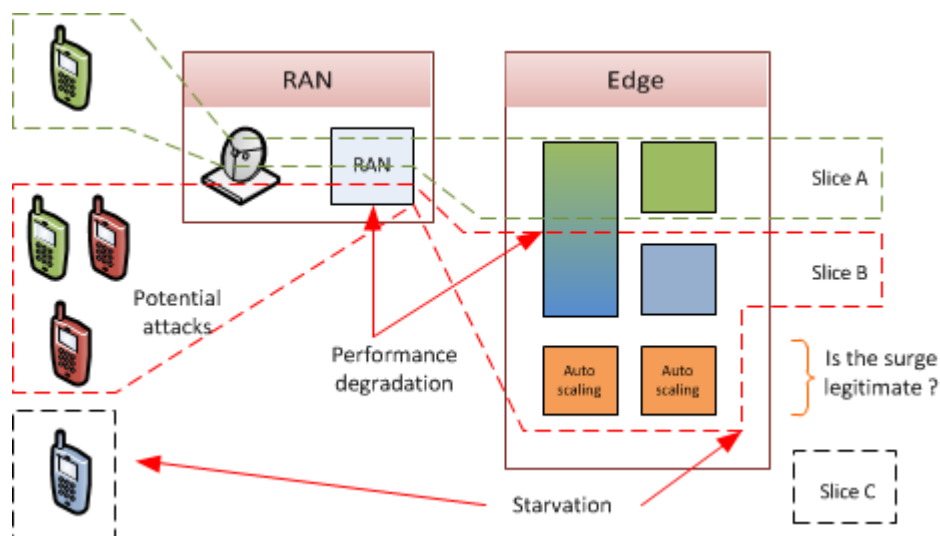 RAN
Edge
RAN
Slice A
Slice B
Potential
attacks
Performance
degradation
Auto
scaling
Auto
scaling
Is the surge
legitimate ?
Starvation
Slice C